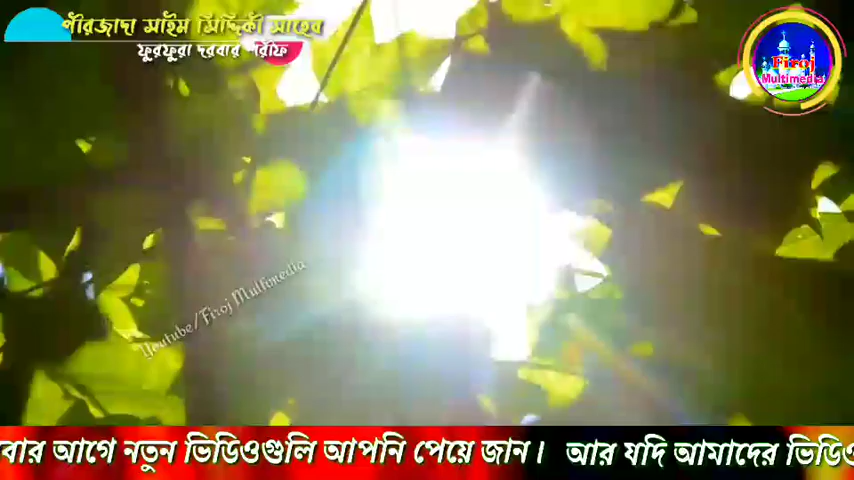 পীরজাদা সাইম সিদ্দিকী সাহেব
ফুরফুরা দরবার শরীফ
Firoj
Multimedia
Youtube/Firoj Multimedia
বার আগে নতুন ভিডিওগুলি আপনি পেয়ে জান। আর যদি আমাদের ভিডিও